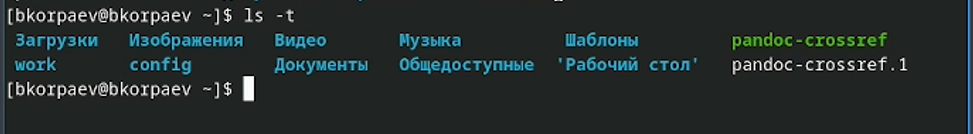 [bkorpaev@bkorpaev ~]$ ls -t
Загрузки Изображения Видео Музыка Шаблоны pandoc-crossref
work config Документы Общедоступные 'Рабочий стол' pandoc-crossref.1
[bkorpaev@bkorpaev ~]$